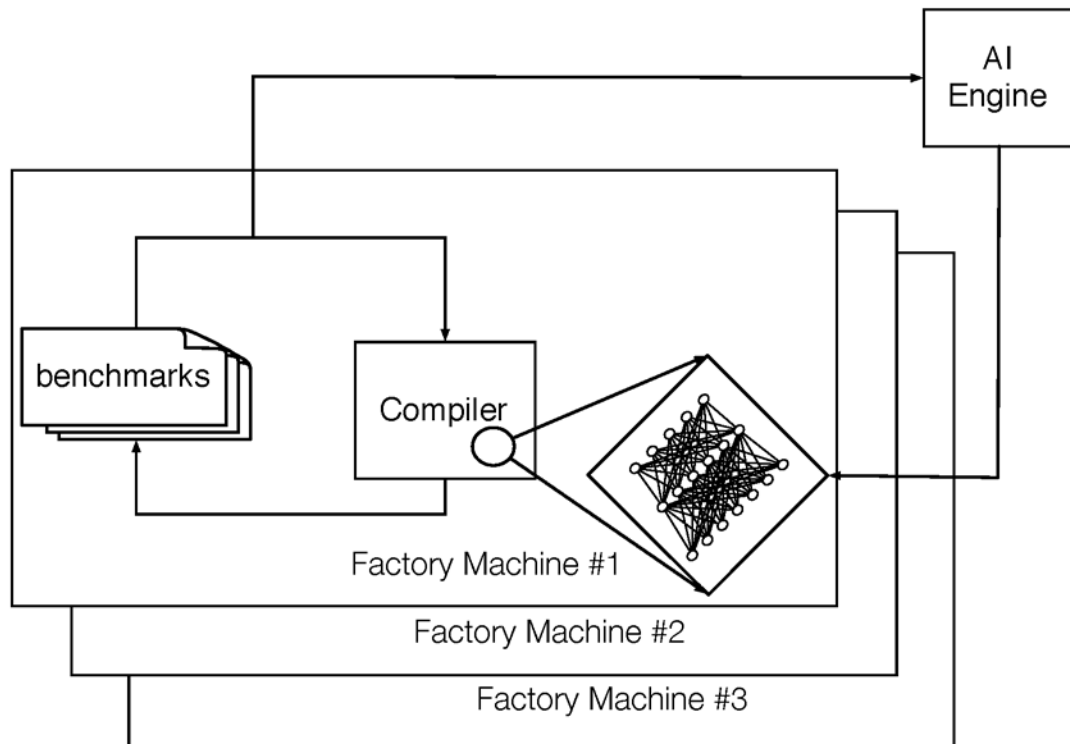 AI
Engine
benchmarks
Compiler
Factory Machine #1
Factory Machine #2
Factory Machine #3